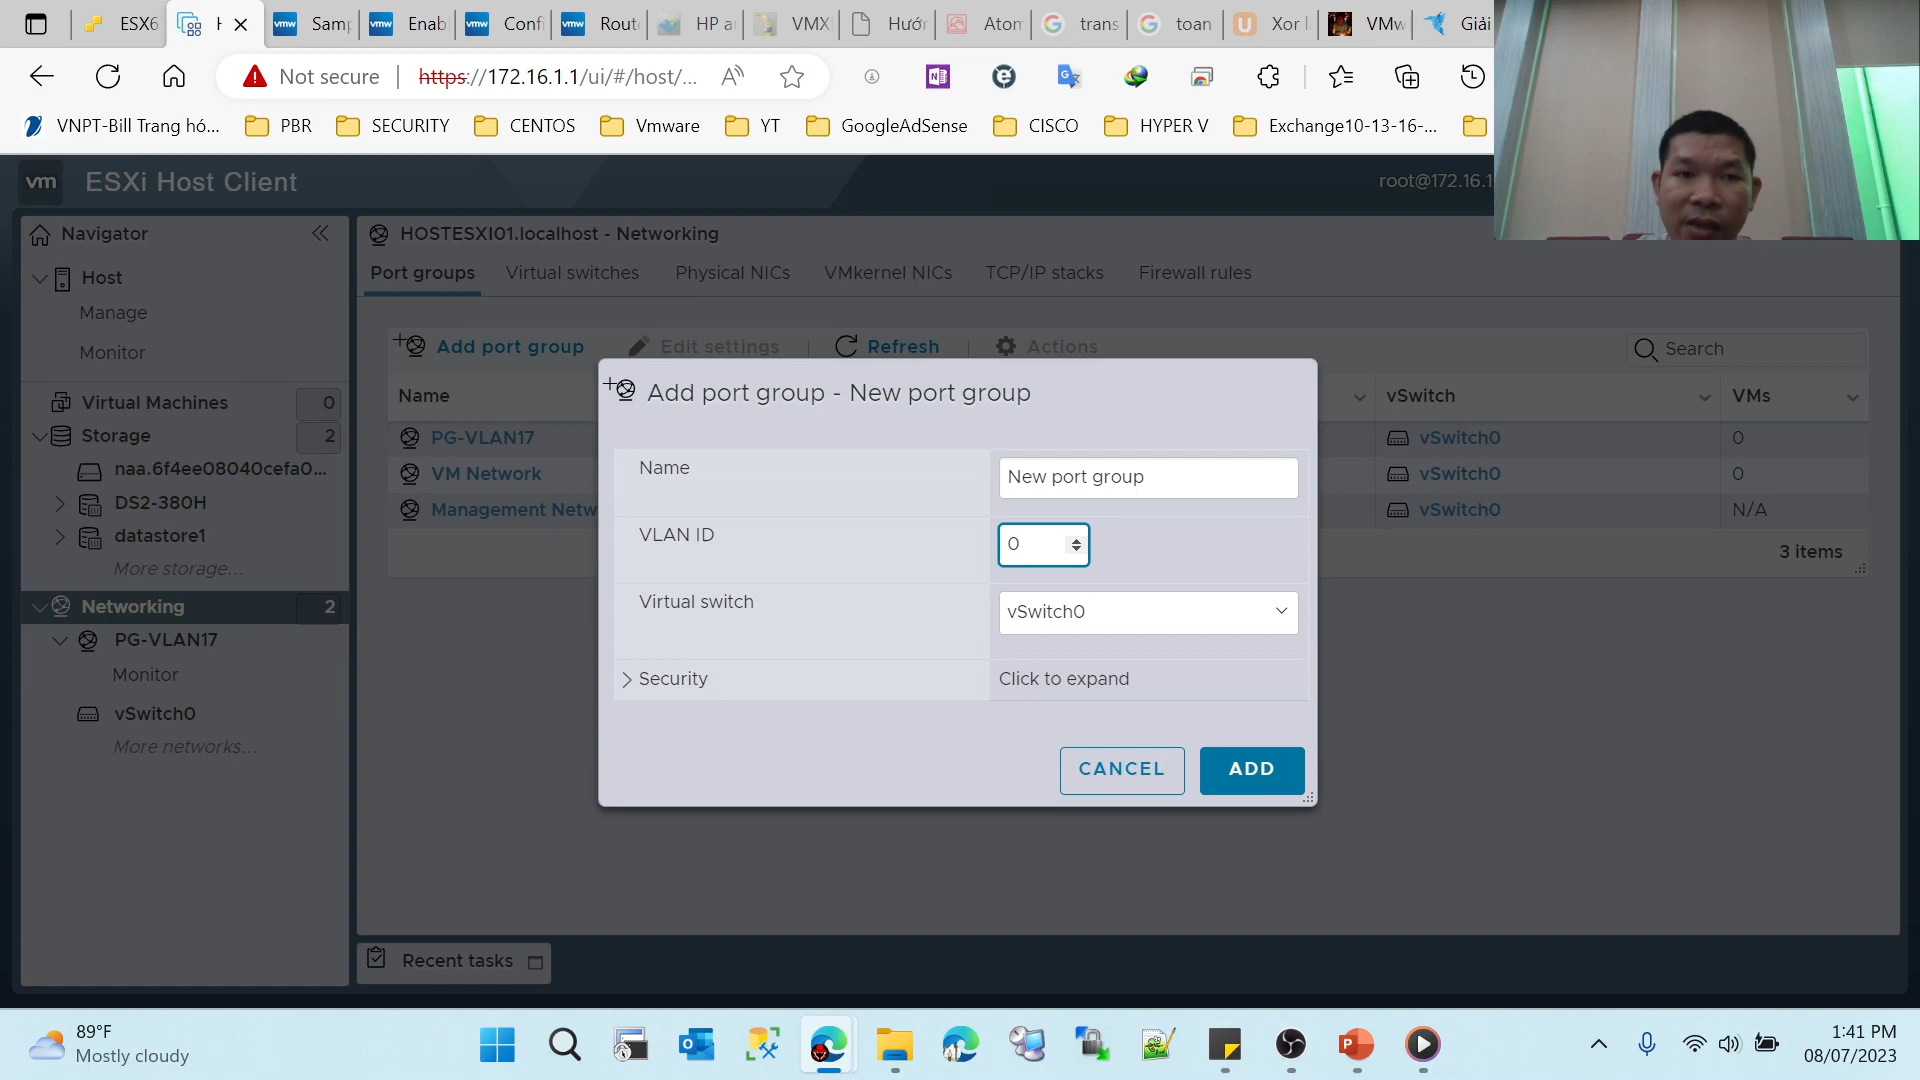 ESX6
H
vmw Samp
vmw Enab
vmw Confi
vmw Route
HP a
VMX
Hướn
Atom
trans
toan
Xor l
VMw
Giải
Not secure
https://172.16.1.1/ui/#/host/...
VNPT-Bill Trang hó...
PBR
SECURITY
CENTOS
Vmware
YT
GoogleAdSense
CISCO
HYPER V
Exchange10-13-16-...
vm ESXi Host Client
root@172.16.1
Navigator
Host
Manage
Monitor
Virtual Machines 0
Storage 2
naa.6f4ee08040cefa0...
DS2-380H
datastore1
More storage...
Networking 2
PG-VLAN17
Monitor
vSwitch0
More networks...
HOSTESXI01.localhost - Networking
Port groups Virtual switches Physical NICs VMkernel NICs TCP/IP stacks Firewall rules
Add port group Edit settings Refresh Actions Search
Name vSwitch VMs
PG-VLAN17 vSwitch0 0
VM Network vSwitch0 0
Management Netw vSwitch0 N/A
3 items
Add port group - New port group
Name New port group
VLAN ID 0
Virtual switch vSwitch0
Security Click to expand
CANCEL ADD
Recent tasks
89°F
Mostly cloudy
1:41 PM
08/07/2023